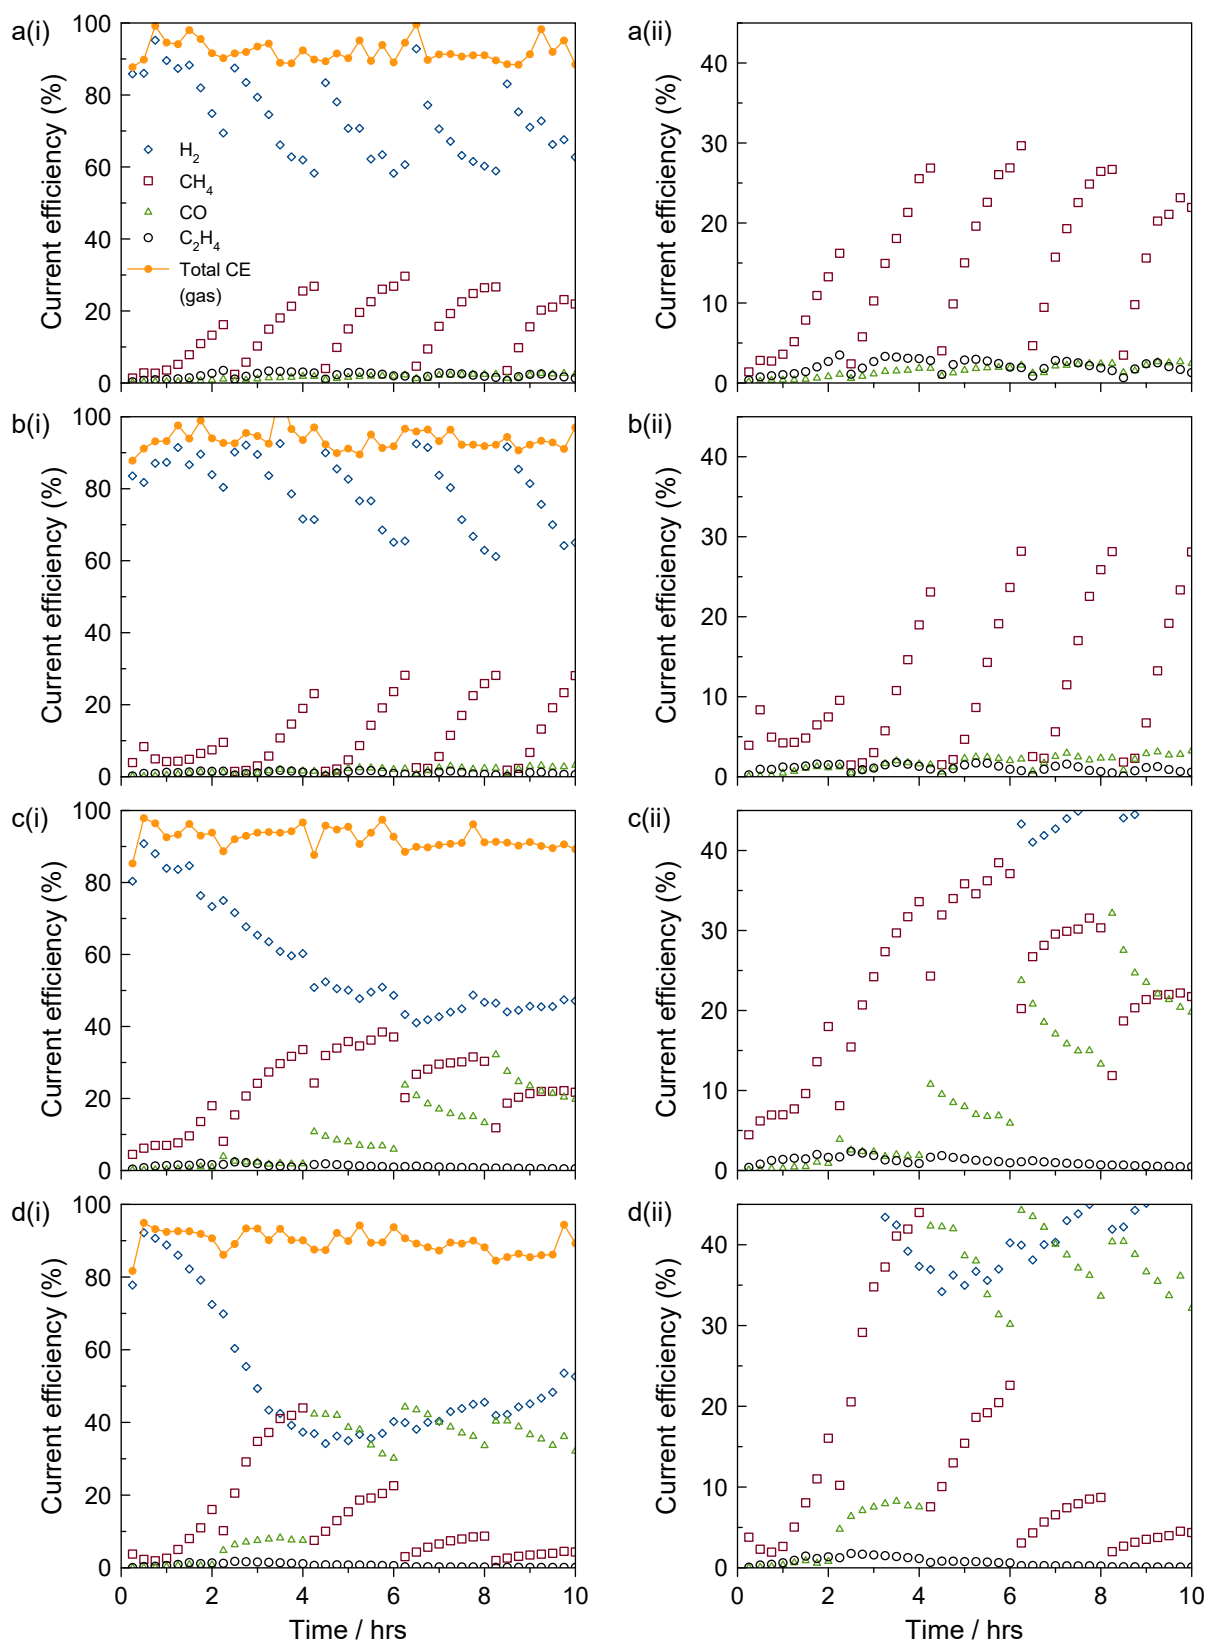 a(i)
Current efficiency (%)
100
80
60
40
20
0
H₂
CH₄
CO
C₂H₄
Total CE
(gas)
a(ii)
Current efficiency (%)
40
30
20
10
0
b(i)
Current efficiency (%)
100
80
60
40
20
0
b(ii)
Current efficiency (%)
40
30
20
10
0
c(i)
Current efficiency (%)
100
80
60
40
20
0
c(ii)
Current efficiency (%)
40
30
20
10
0
d(i)
Current efficiency (%)
100
80
60
40
20
0
0 2 4 6 8 10
Time / hrs
d(ii)
Current efficiency (%)
40
30
20
10
0
0 2 4 6 8 10
Time / hrs